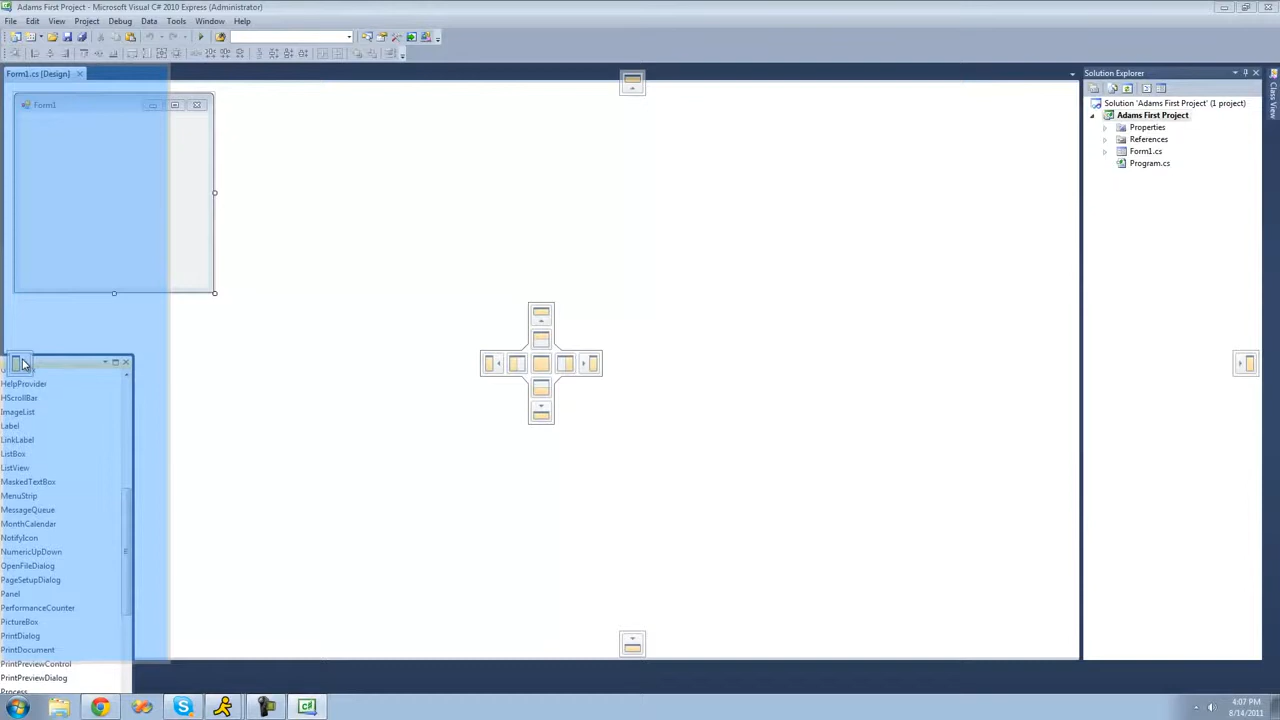 Adams First Project - Microsoft Visual C# 2010 Express (Administrator)
File Edit View Project Debug Data Tools Window Help
Form1.cs [Design]
Form1
Solution Explorer
Solution 'Adams First Project' (1 project)
Adams First Project
Properties
References
Form1.cs
Program.cs
Class View
HelpProvider
HScrollBar
ImageList
Label
LinkLabel
ListBox
ListView
MaskedTextBox
MenuStrip
MessageQueue
MonthCalendar
NotifyIcon
NumericUpDown
OpenFileDialog
PageSetupDialog
Panel
PerformanceCounter
PictureBox
PrintDialog
PrintDocument
PrintPreviewControl
PrintPreviewDialog
Process
4:07 PM
8/14/2011